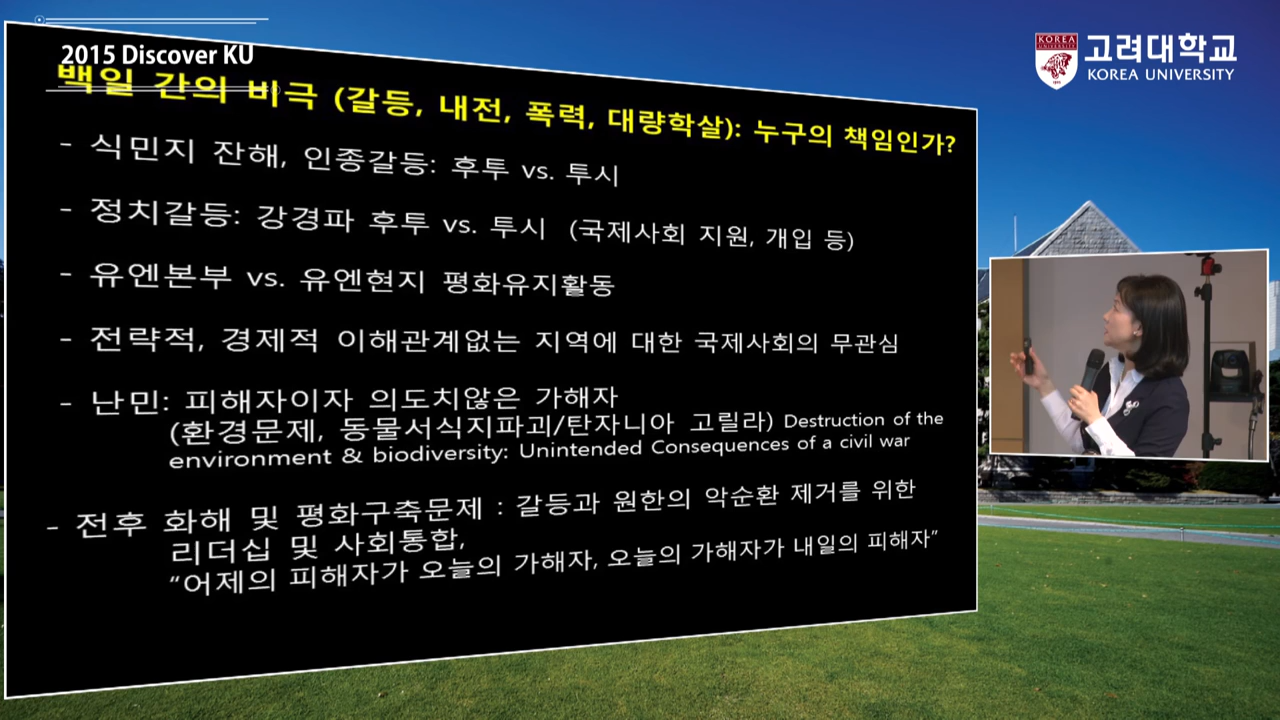 2015 Discover KU
고려대학교
KOREA UNIVERSITY
KOREA
UNIVERSITY
백일 간의 비극 (갈등, 내전, 폭력, 대량학살): 누구의 책임인가?
- 식민지 잔해, 인종갈등: 후투 vs. 투시
- 정치갈등: 강경파 후투 vs. 투시 (국제사회 지원, 개입 등)
- 유엔본부 vs. 유엔현지 평화유지활동
- 전략적, 경제적 이해관계없는 지역에 대한 국제사회의 무관심
- 난민: 피해자이자 의도치않은 가해자
(환경문제, 동물서식지파괴/탄자니아 고릴라) Destruction of the
environment & biodiversity: Unintended Consequences of a civil war
- 전후 화해 및 평화구축문제 : 갈등과 원한의 악순환 제거를 위한
리더십 및 사회통합,
“어제의 피해자가 오늘의 가해자, 오늘의 가해자가 내일의 피해자”